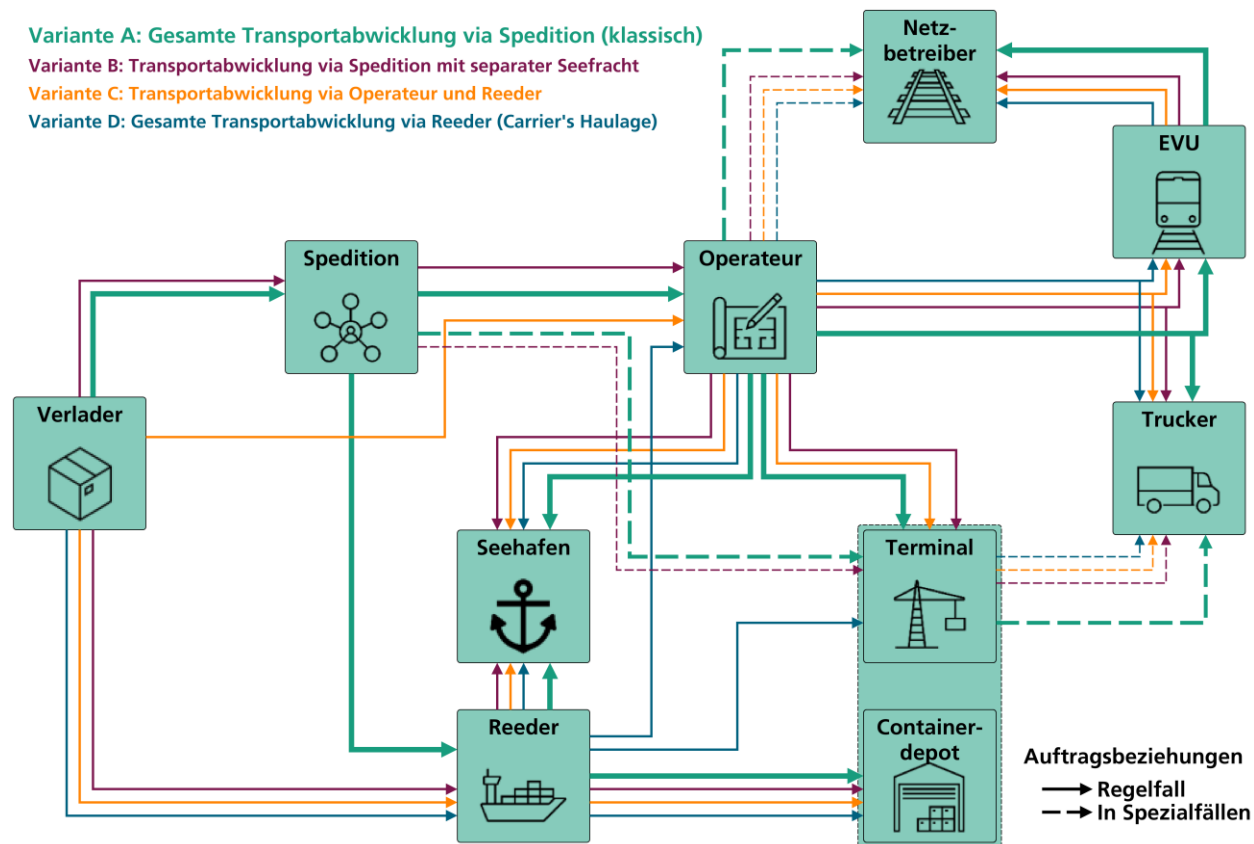 Variante A: Gesamte Transportabwicklung via Spedition (klassisch)
Variante B: Transportabwicklung via Spedition mit separater Seefracht
Variante C: Transportabwicklung via Operateur und Reeder
Variante D: Gesamte Transportabwicklung via Reeder (Carrier's Haulage)
Netz-
betreiber
EVU
Spedition
Operateur
Verlader
Trucker
Seehafen
Terminal
Reeder
Container-
depot
Auftragsbeziehungen
Regelfall
In Spezialfällen